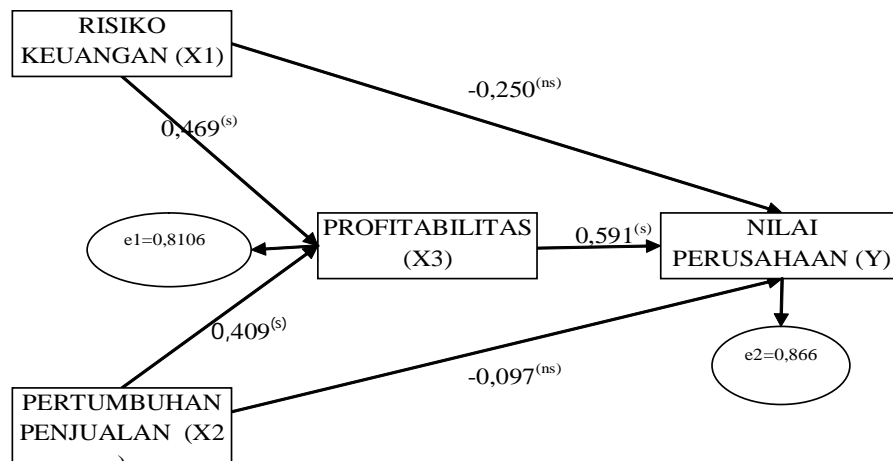 RISIKO
KEUANGAN (X1)
-0,250(ns)
0,469(s)
e1=0,8106
PROFITABILITAS
(X3)
0,591(s)
NILAI
PERUSAHAAN (Y)
0,409(s)
e2=0,866
-0,097(ns)
PERTUMBUHAN
PENJUALAN (X2
)